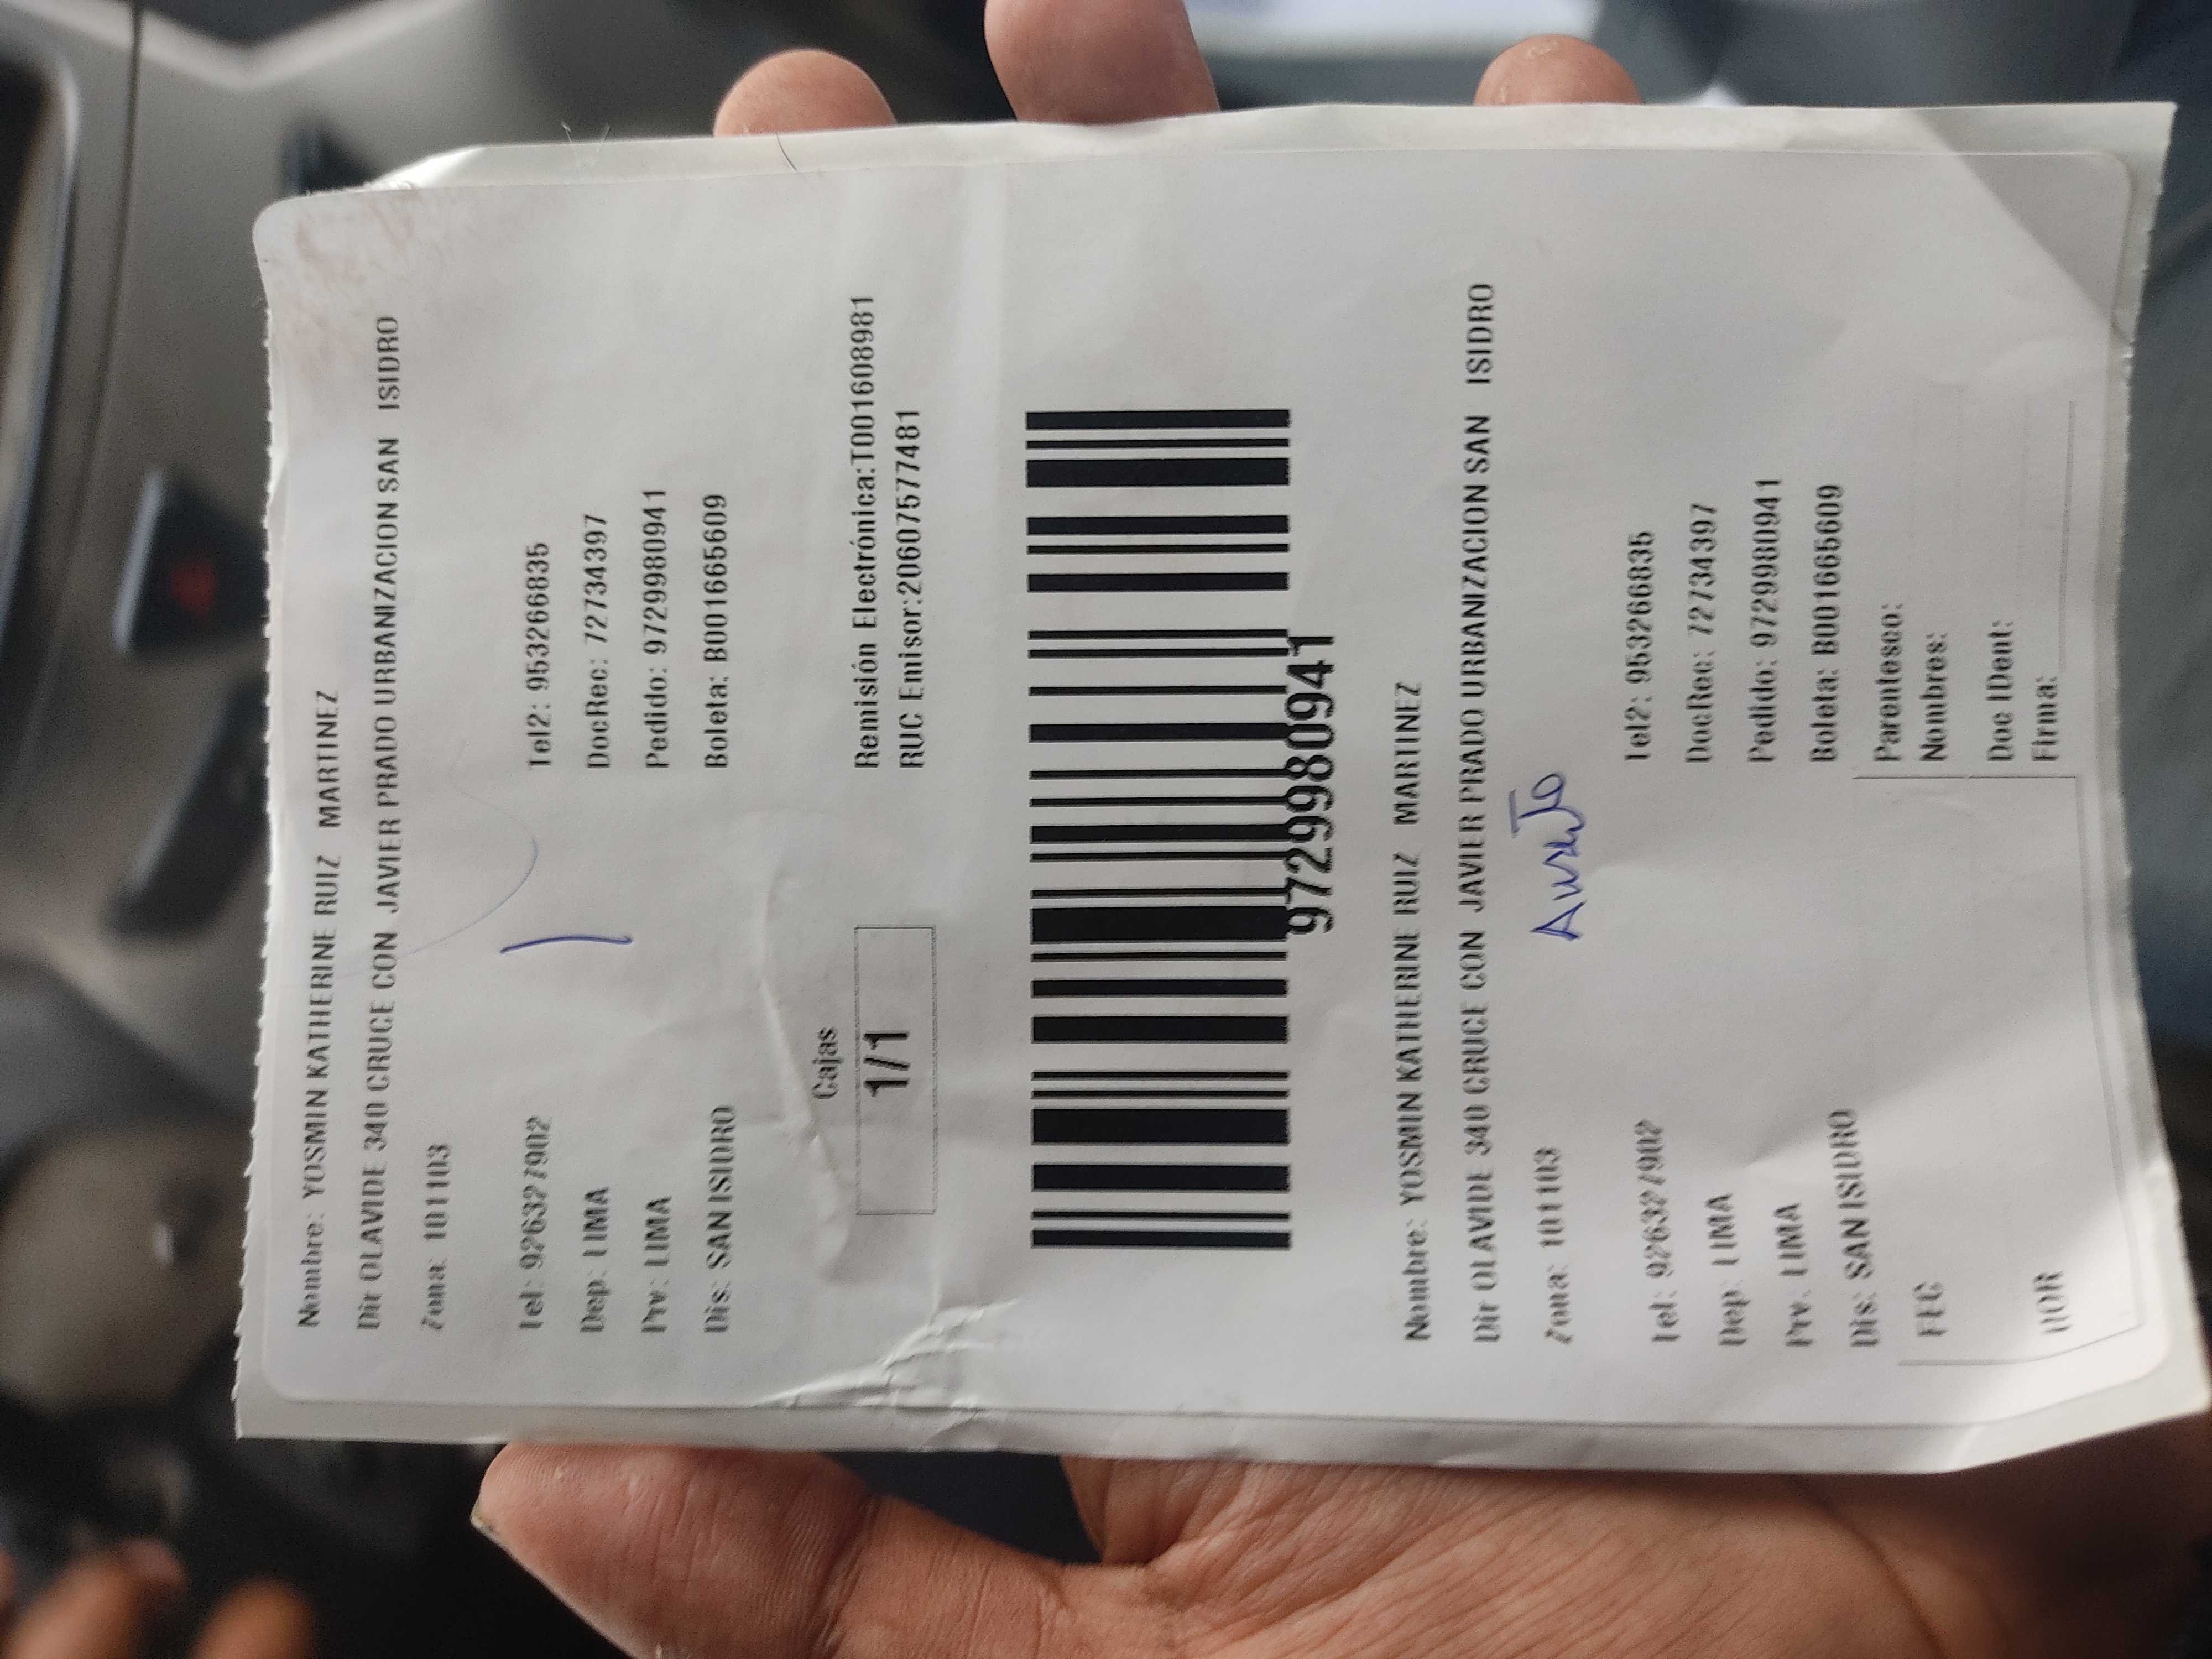 Nombre: YOSMIN KATHERINE RUIZ MARTINEZ
Dir OLAVIDE 340 CRUCE CON JAVIER PRADO URBANIZACION SAN ISIDRO
Zona: 101103
Tel: 926327902 Tel2: 953266835
Dep: LIMA DocRec: 72734397
Prv: LIMA Pedido: 9729980941
Dis: SAN ISIDRO Boleta: B001665609
Cajas
1/1
Remisión Electrónica:T001608981
RUC Emisor:20607577481
9729980941
Nombre: YOSMIN KATHERINE RUIZ MARTINEZ
Dir OLAVIDE 340 CRUCE CON JAVIER PRADO URBANIZACION SAN ISIDRO
Zona: 101103
Tel: 926327902 Tel2: 953266835
Dep: LIMA DocRec: 72734397
Prv: LIMA Pedido: 9729980941
Dis: SAN ISIDRO Boleta: B001665609
Parentesco:
FEC Nombres:
Doc IDent:
HOR Firma: